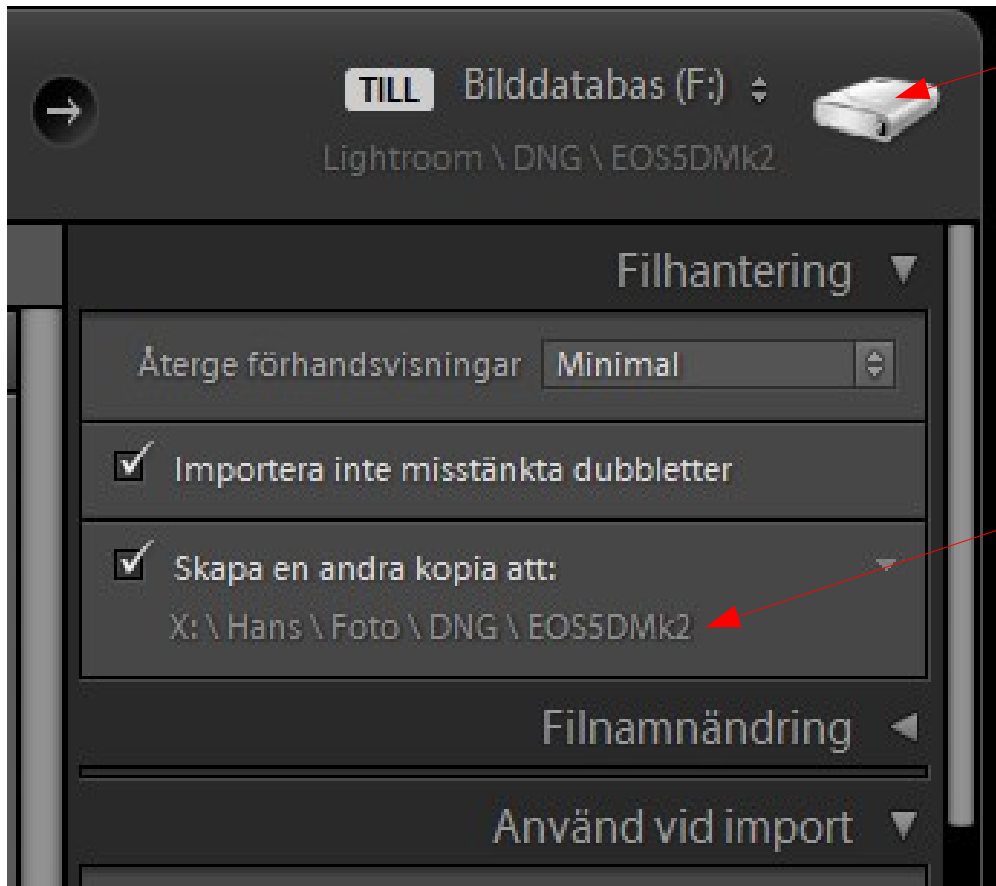 TILL Bilddatabas (F:)
Lightroom \ DNG \ EOS5DMk2
Filhantering
Återge förhandsvisningar Minimal
Importera inte misstänkta dubbletter
Skapa en andra kopia att:
X: \ Hans \ Foto \ DNG \ EOS5DMk2
Filnamnändring
Använd vid import